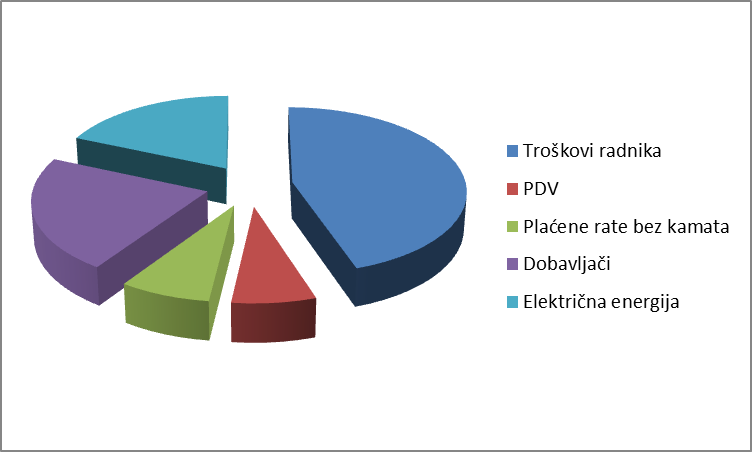 Troškovi radnika
PDV
Plaćene rate bez kamata
Dobavljači
Električna energija